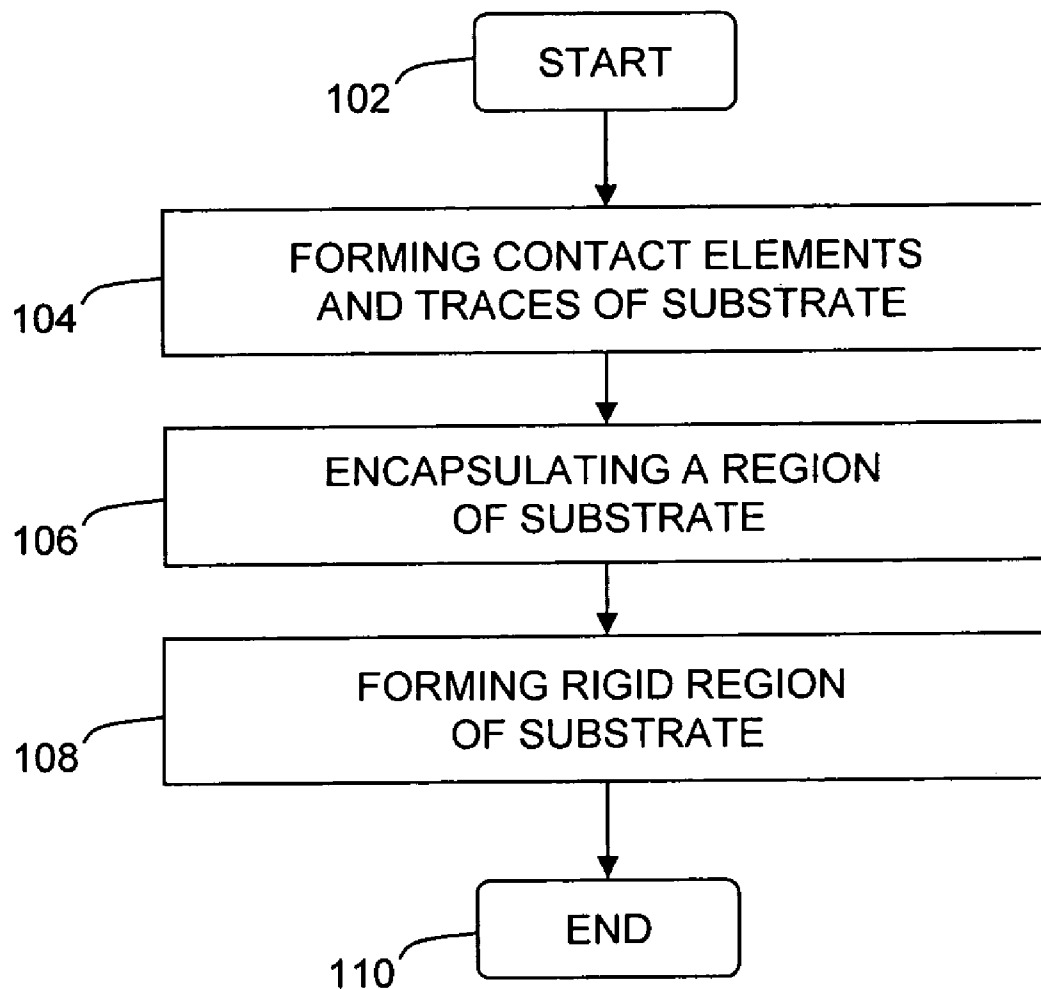 START
102
FORMING CONTACT ELEMENTS
AND TRACES OF SUBSTRATE
104
ENCAPSULATING A REGION
OF SUBSTRATE
106
FORMING RIGID REGION
OF SUBSTRATE
108
END
110